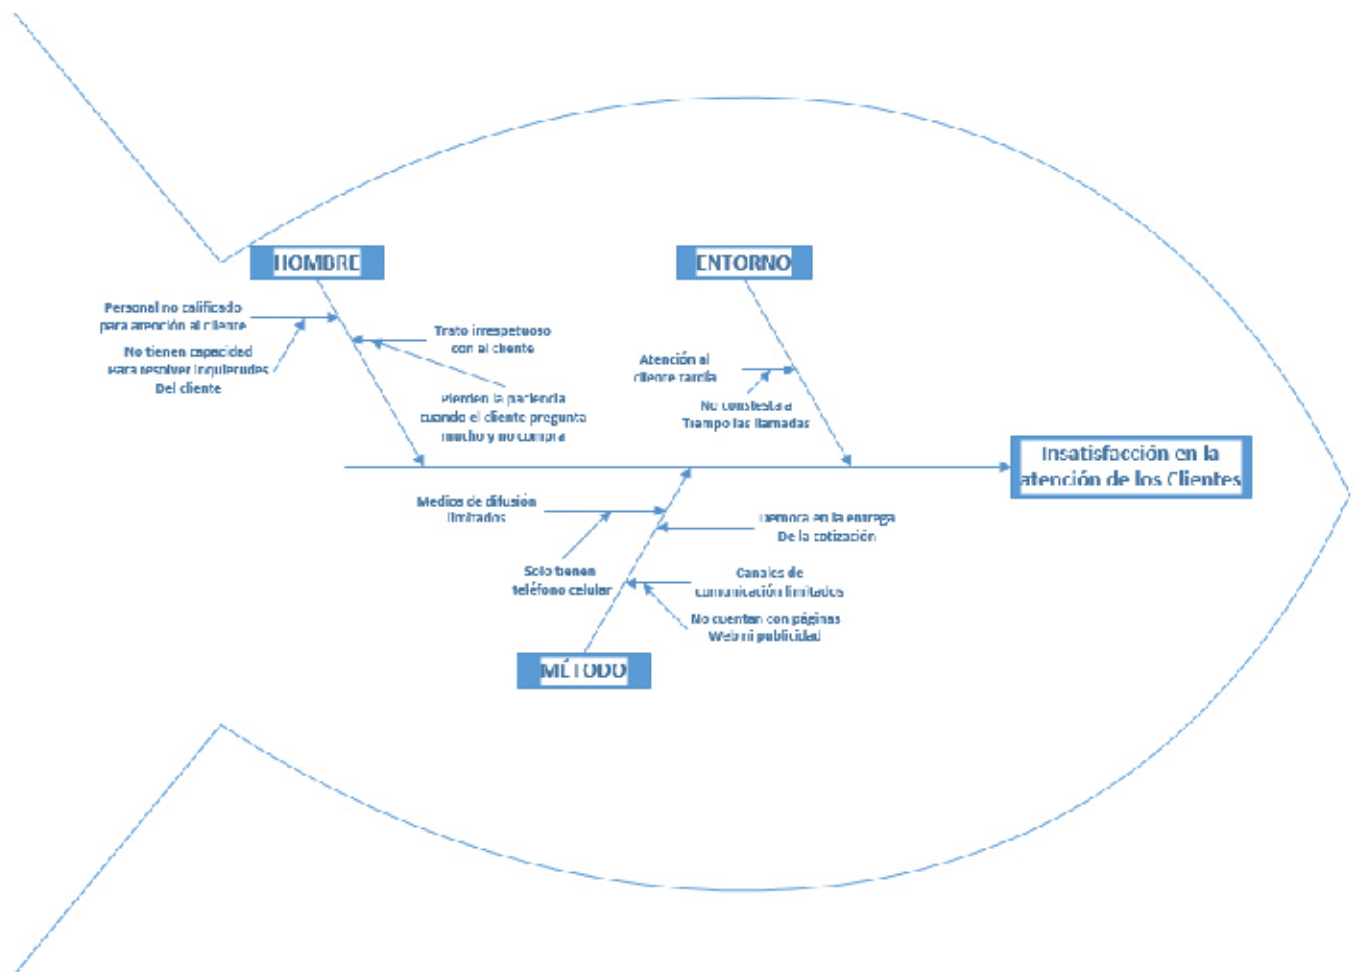 HOMBRE
ENTORNO
Personal no calificado
para atención al cliente
No tienen capacidad
Para resolver inquietudes
Del cliente
Trato irrespetuoso
con el cliente
Pierden la paciencia
cuando el cliente pregunta
mucho y no compra
Atención al
cliente tardía
No constesta a
Tiempo las llamadas
Insatisfacción en la
atención de los Clientes
Medios de difusión
limitados
Solo tienen
teléfono celular
Demora en la entrega
De la cotización
Canales de
comunicación limitados
No cuentan con páginas
Web ni publicidad
MÉTODO